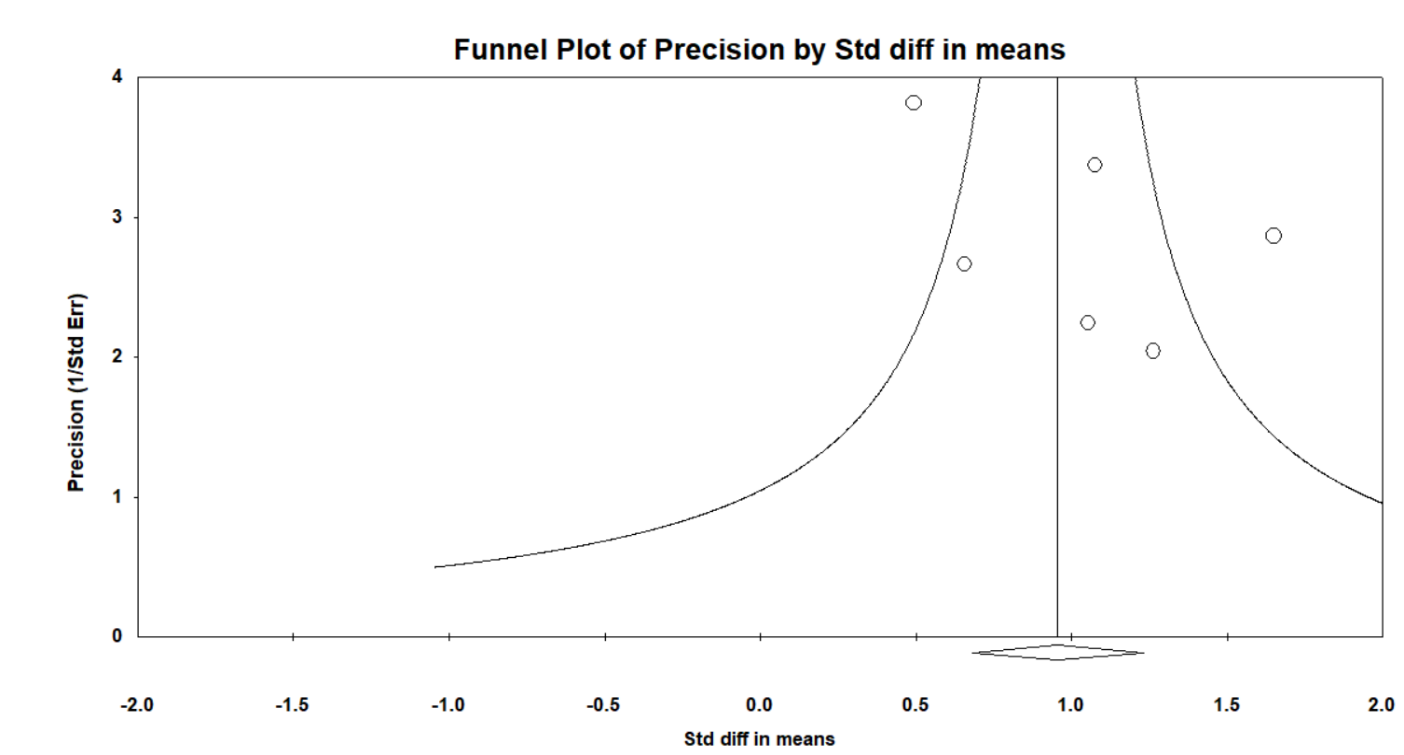 Funnel Plot of Precision by Std diff in means
4
3
2
1
0
Precision (1/Std Err)
-2.0 -1.5 -1.0 -0.5 0.0 0.5 1.0 1.5 2.0
Std diff in means